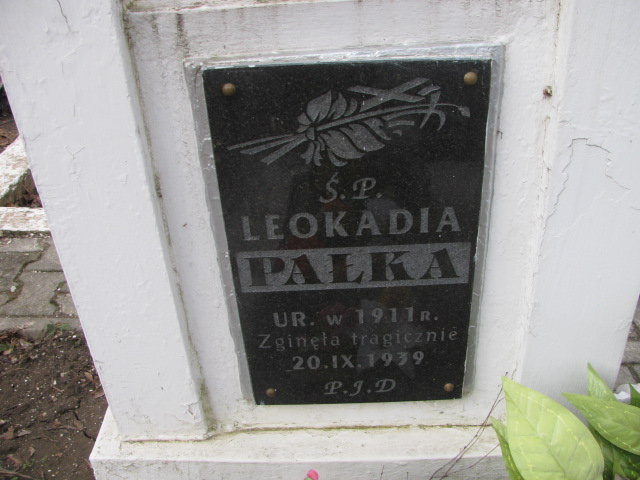 Ś.P.
LEOKADIA
PAŁKA
UR. w 1911 R.
Zginęła tragicznie
20.IX.1939
P.J.D